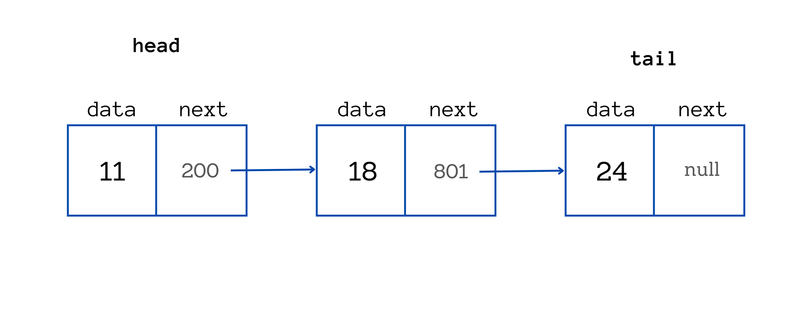 head
tail
data next data next data next
11 200 18 801 24 null